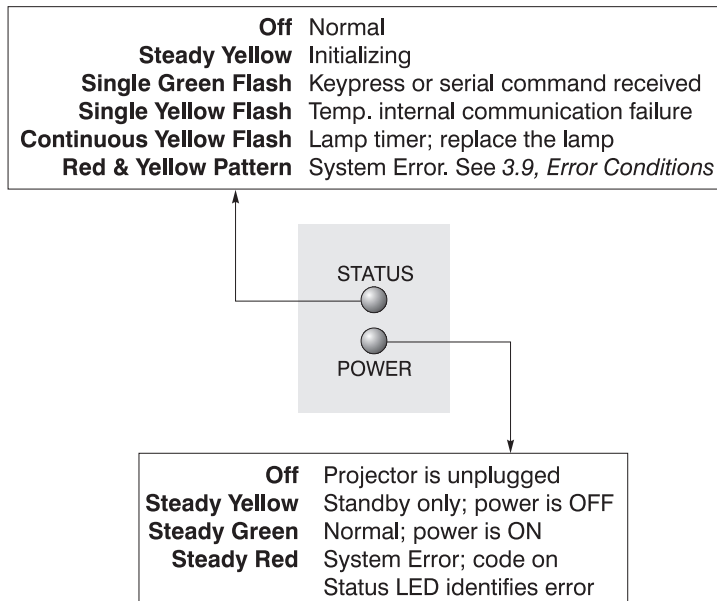 Off Normal
Steady Yellow Initializing
Single Green Flash Keypress or serial command received
Single Yellow Flash Temp. internal communication failure
Continuous Yellow Flash Lamp timer; replace the lamp
Red & Yellow Pattern System Error. See 3.9, Error Conditions
STATUS
POWER
Off Projector is unplugged
Steady Yellow Standby only; power is OFF
Steady Green Normal; power is ON
Steady Red System Error; code on
Status LED identifies error